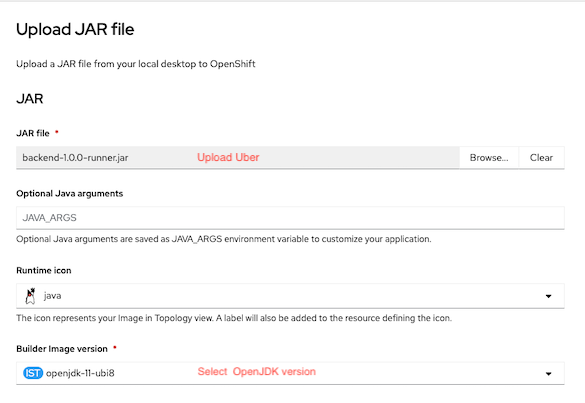 Upload JAR file
Upload a JAR file from your local desktop to OpenShift
JAR
JAR file *
backend-1.0.0-runner.jar Upload Uber Browse... Clear
Optional Java arguments
JAVA_ARGS
Optional Java arguments are saved as JAVA_ARGS environment variable to customize your application.
Runtime icon
java
The icon represents your Image in Topology view. A label will also be added to the resource defining the icon.
Builder Image version *
IST openjdk-11-ubi8 Select OpenJDK version